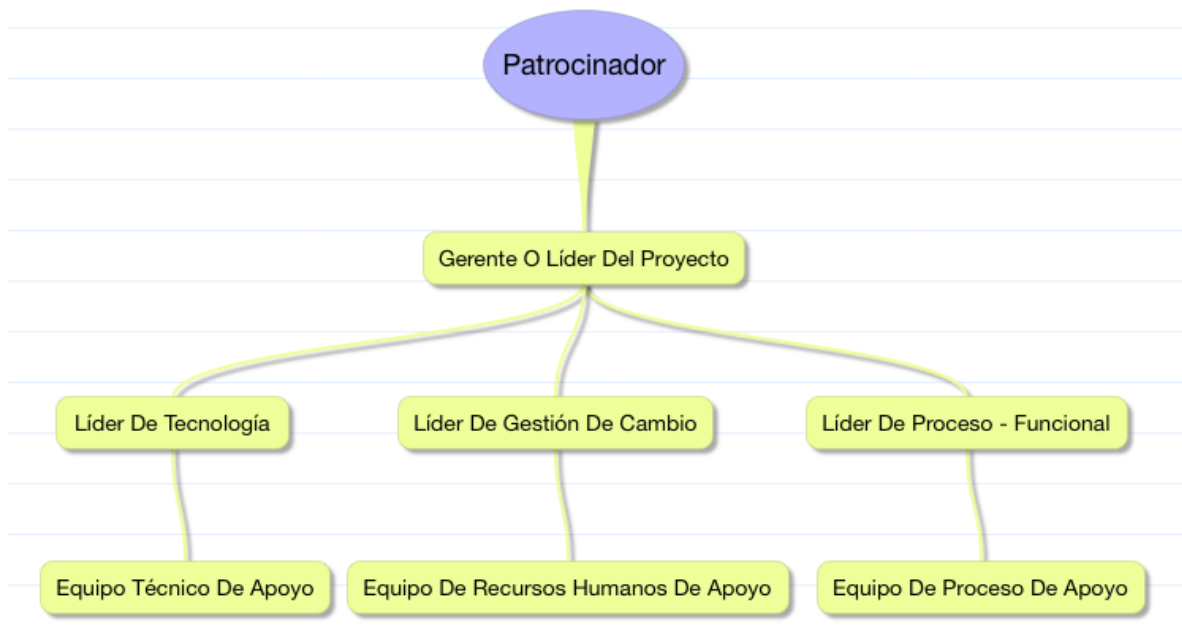 Patrocinador
Gerente O Líder Del Proyecto
Líder De Tecnología
Líder De Gestión De Cambio
Líder De Proceso - Funcional
Equipo Técnico De Apoyo
Equipo De Recursos Humanos De Apoyo
Equipo De Proceso De Apoyo